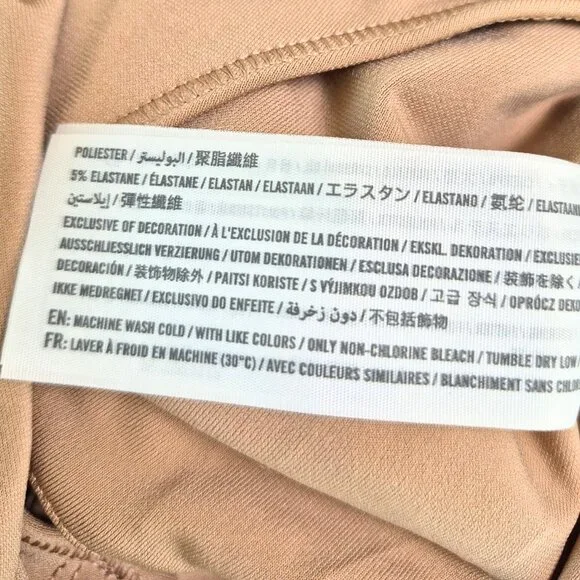 POLIESTER / البوليستر / 聚脂纖維
5% ELASTANE / ÉLASTANE / ELASTAN / ELASTAAN / エラスタン / ELASTANO / 氨纶 / ELASTAANI
إيلاستين / 彈性纖維
EXCLUSIVE OF DECORATION / À L'EXCLUSION DE LA DÉCORATION / EKSKL. DEKORATION / EXCLUSIE
AUSSCHLIESSLICH VERZIERUNG / UTOM DEKORATIONEN / ESCLUSA DECORAZIONE / 装飾を除く /
DECORACIÓN / 装饰物除外 / PAITSI KORISTE / S VÝJIMKOU OZDOB / 고급 장식 / OPRÓCZ DEK
IKKE MEDREGNET / EXCLUSIVO DO ENFEITE / دون زخرفة / 不包括飾物
EN: MACHINE WASH COLD / WITH LIKE COLORS / ONLY NON-CHLORINE BLEACH / TUMBLE DRY LOW /
FR: LAVER À FROID EN MACHINE (30°C) / AVEC COULEURS SIMILAIRES / BLANCHIMENT SANS CHLO